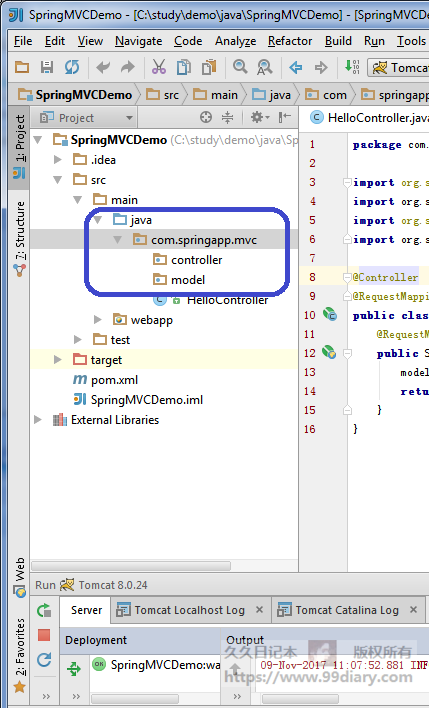 SpringMVCDemo - [C:\study\demo\java\SpringMVCDemo] - [SpringMVCDem
File Edit View Navigate Code Analyze Refactor Build Run Tools
Tomcat
SpringMVCDemo src main java com springapp
1: Project
Project
HelloController.java
SpringMVCDemo (C:\study\demo\java\Sp
.idea
src
main
java
com.springapp.mvc
controller
model
HelloController
webapp
test
target
pom.xml
SpringMVCDemo.iml
External Libraries
7: Structure
1 package com.
2
3 import org.s
4 import org.s
5 import org.s
6 import org.s
7
8 @Controller
9 @RequestMappi
10 public class
11 @RequestM
12 public S
13 model
14 retu
15 }
16 }
Web
2: Favorites
Run Tomcat 8.0.24
Server Tomcat Localhost Log Tomcat Catalina Log
Deployment Output
SpringMVCDemo:wa
09-Nov-2017 11:07:52.881 INF
久久日记本 版权所有
https://www.99diary.com